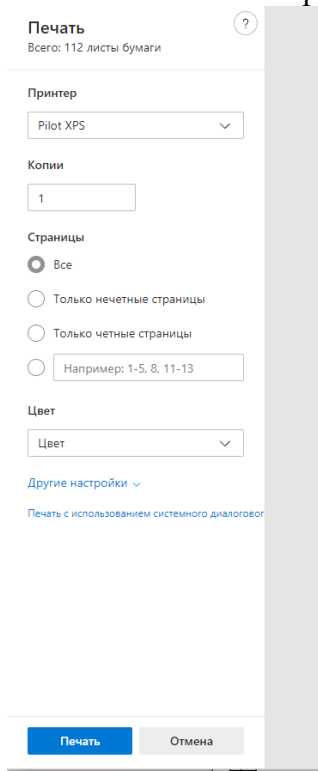 Печать
?
Всего: 112 листы бумаги
Принтер
Pilot XPS
Копии
1
Страницы
Все
Только нечетные страницы
Только четные страницы
Например: 1-5, 8, 11-13
Цвет
Цвет
Другие настройки
Печать с использованием системного диалогового
Печать
Отмена